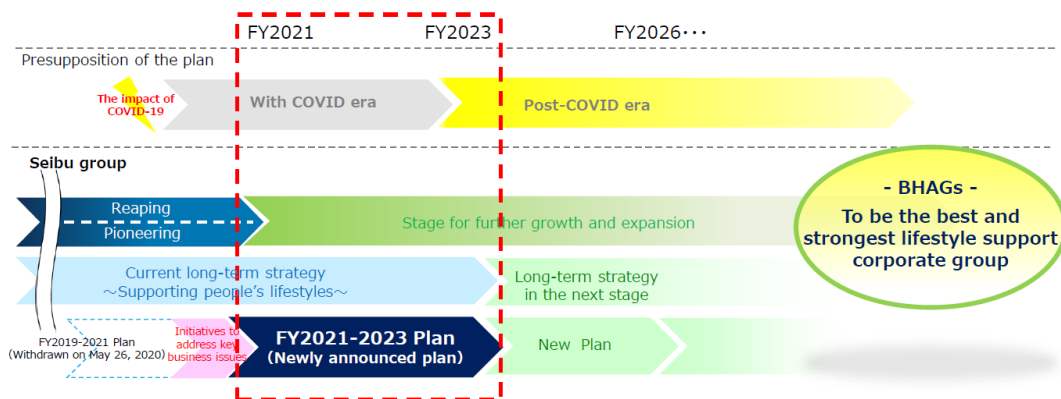 FY2021
FY2023
FY2026･･･
Presupposition of the plan
The impact of
COVID-19
With COVID era
Post-COVID era
Seibu group
Reaping
Pioneering
Stage for further growth and expansion
- BHAGs -
To be the best and
strongest lifestyle support
corporate group
Current long-term strategy
～Supporting people's lifestyles～
Long-term strategy
in the next stage
FY2019-2021 Plan
(Withdrawn on May 26, 2020)
Initiatives to
address key
business issues
FY2021-2023 Plan
(Newly announced plan)
New Plan